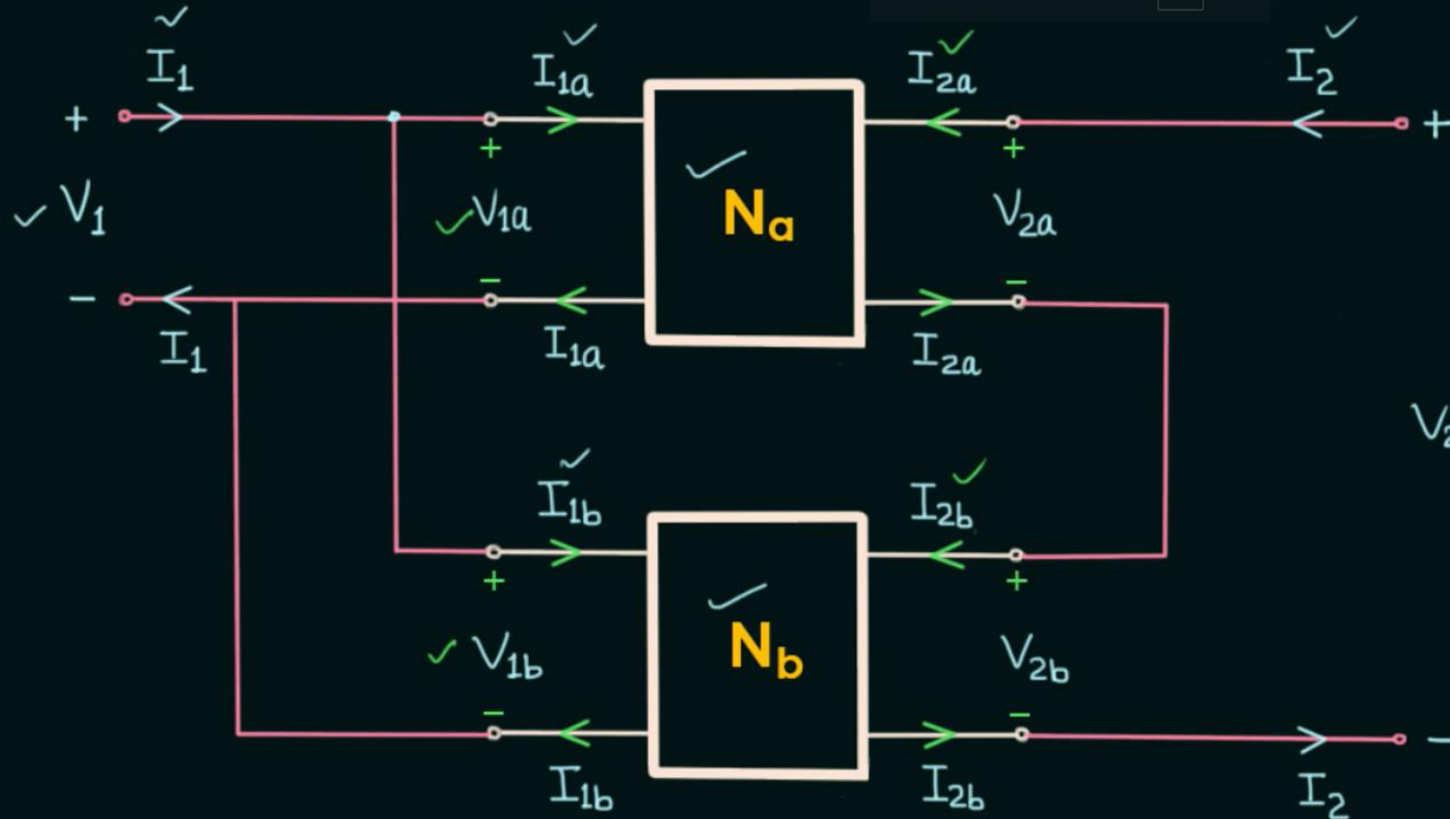 I1 I1a I2a I2
+ + + +
V1 V1a Na V2a
− − −
I1 I1a I2a
I1b I2b
+ +
V1b Nb V2b
− − −
I1b I2b I2